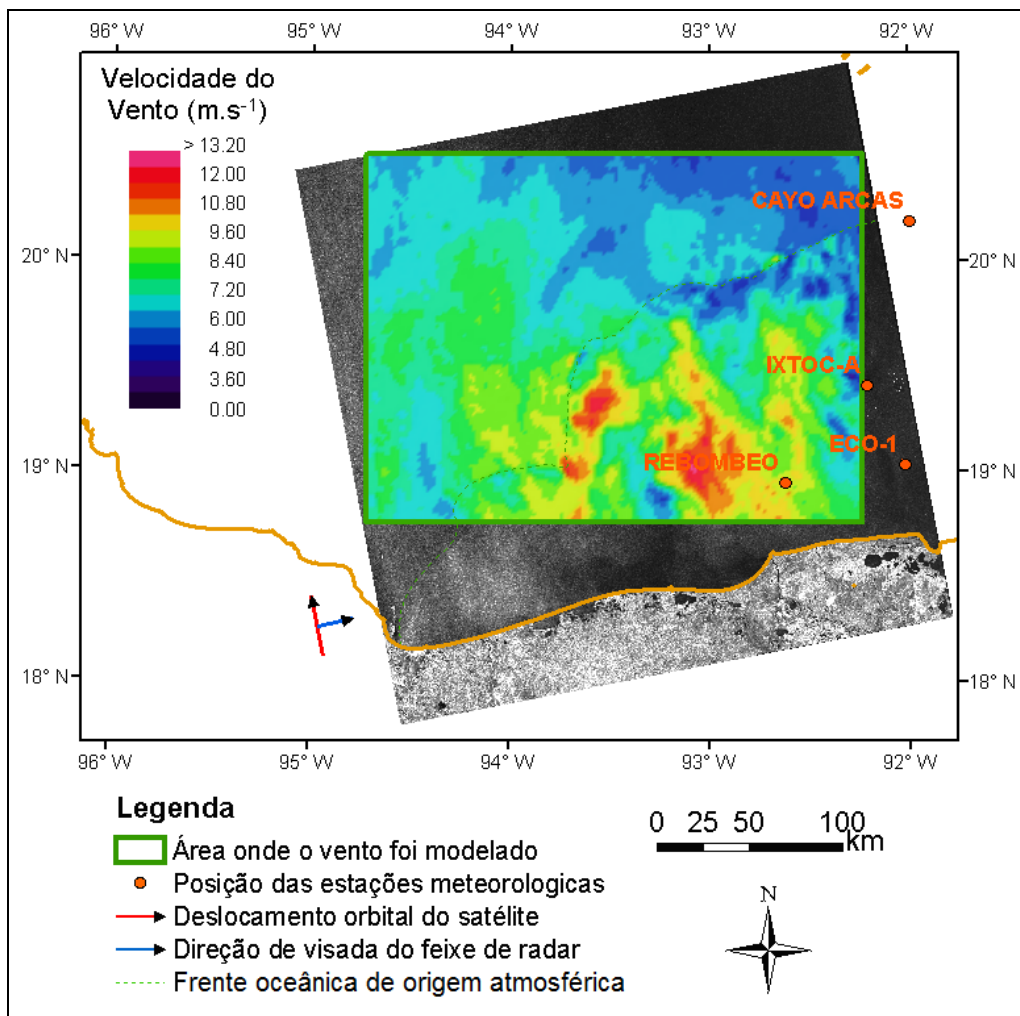 96° W 95° W 94° W 93° W 92° W
Velocidade do
Vento (m.s-1)
> 13.20
12.00
10.80
9.60
8.40
7.20
6.00
4.80
3.60
0.00
CAYO ARCAS
20° N 20° N
IXTOC-A
ECO-1
REBOMBEO
19° N 19° N
18° N 18° N
96° W 95° W 94° W 93° W 92° W
Legenda
0 25 50 100
km
Área onde o vento foi modelado
Posição das estações meteorologicas
N
Deslocamento orbital do satélite
Direção de visada do feixe de radar
Frente oceânica de origem atmosférica